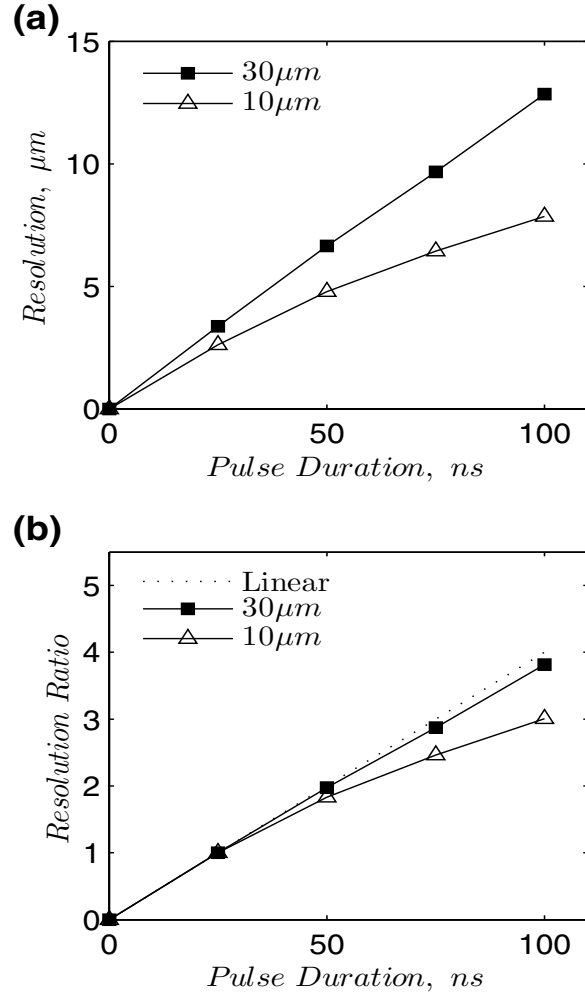 (a)
15
10
5
0
Resolution, μm
30μm
10μm
0 50 100
Pulse Duration, ns
(b)
5
4
3
2
1
0
Resolution Ratio
Linear
30μm
10μm
0 50 100
Pulse Duration, ns